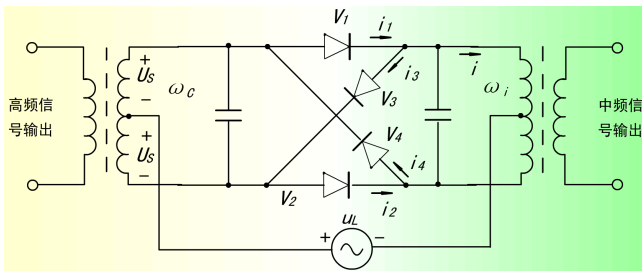 高频信
号输出
+
U_S
−
+
U_S
−
ω_C
V_1
i_1
i_3
V_3
V_4
i_4
V_2
i_2
i
ω_i
中频信
号输出
u_L
+
−